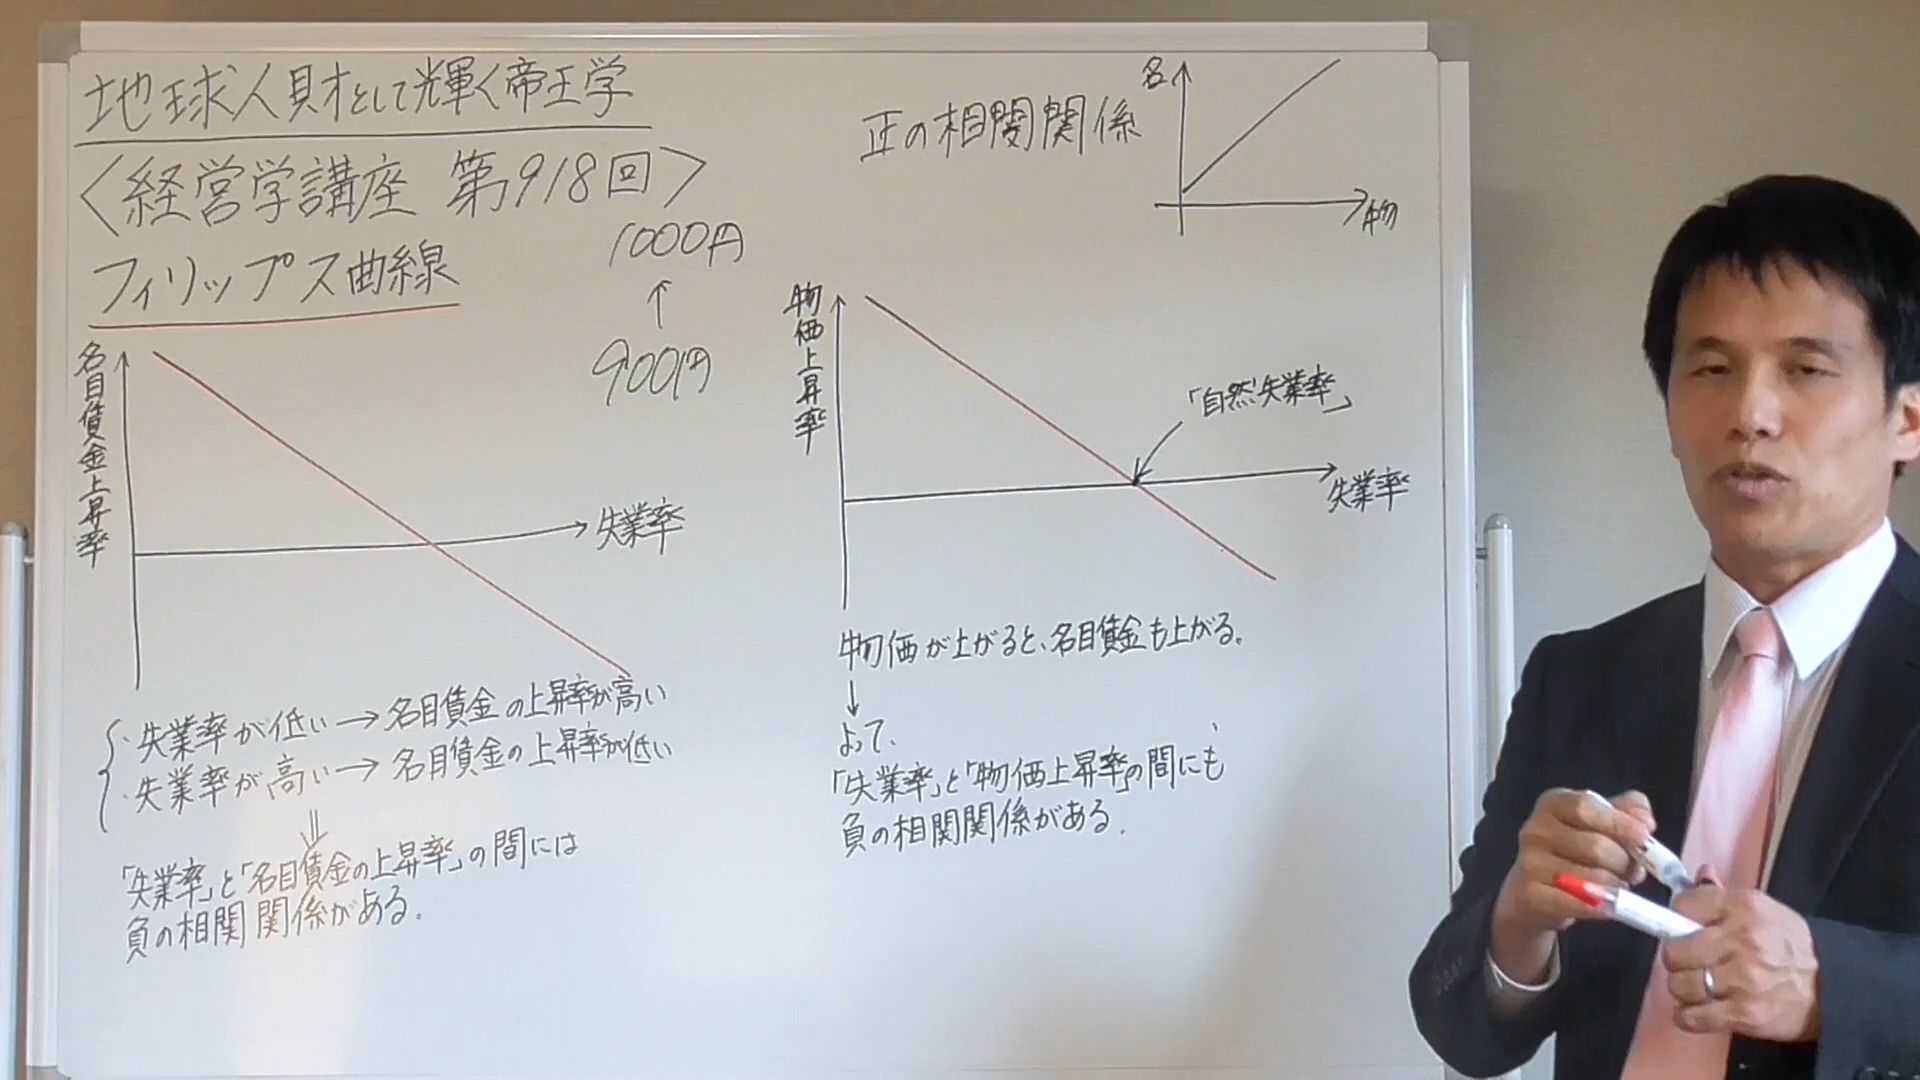 地球人財として輝く帝王学
〈経営学講座 第918回〉
フィリップス曲線
1000円
↑
900円
名目賃金上昇率
失業率
・失業率が低い→名目賃金の上昇率が高い
・失業率が高い→名目賃金の上昇率が低い
⇓
「失業率」と「名目賃金の上昇率」の間には
負の相関関係がある.
正の相関関係
名
物
物価上昇率
「自然失業率」
失業率
物価が上がると、名目賃金も上がる。
↓
よって、
「失業率」と「物価上昇率」の間にも、
負の相関関係がある.